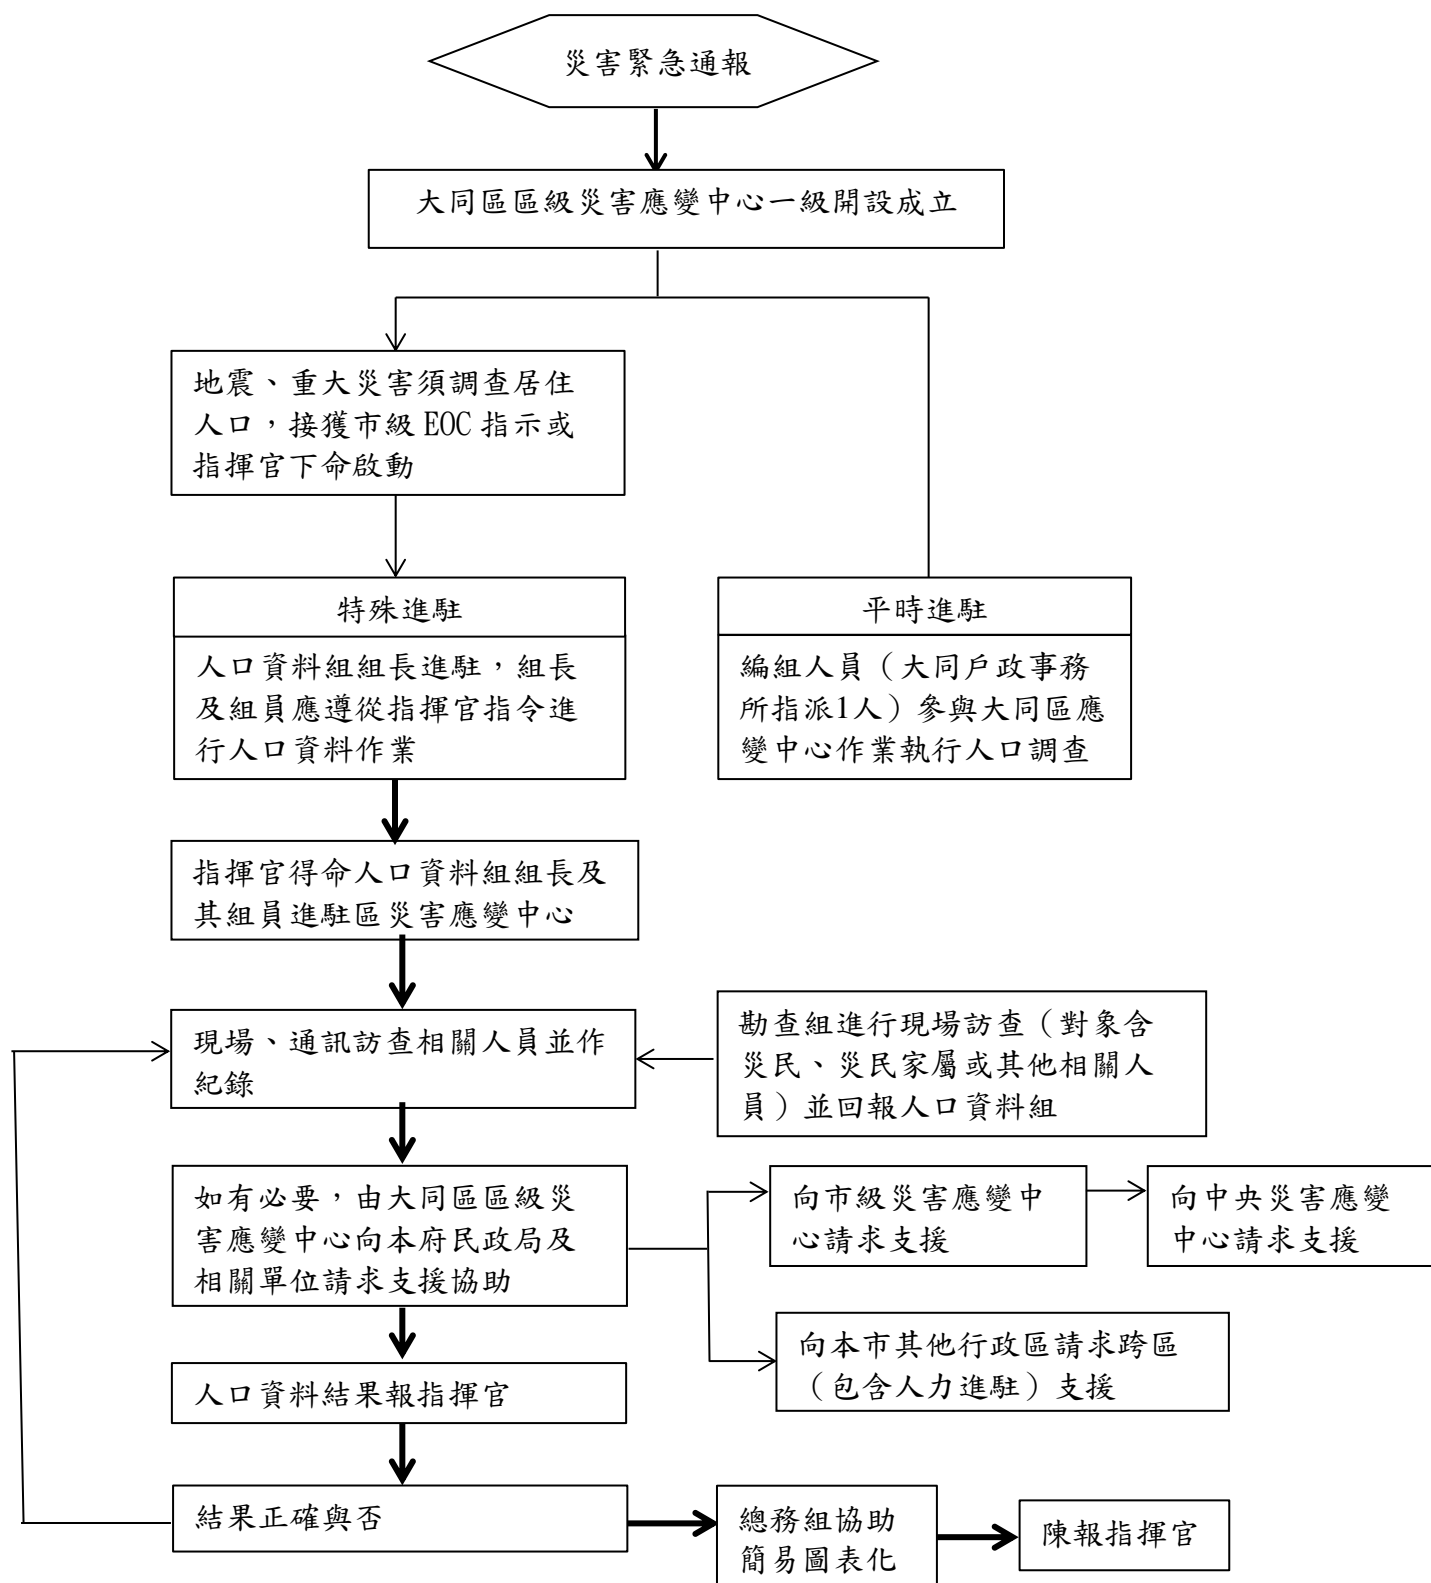 災害緊急通報
大同區區級災害應變中心一級開設成立
地震、重大災害須調查居住
人口，接獲市級 EOC 指示或
指揮官下命啟動
特殊進駐
人口資料組組長進駐，組長
及組員應遵從指揮官指令進
行人口資料作業
平時進駐
編組人員（大同戶政事務
所指派1人）參與大同區應
變中心作業執行人口調查
指揮官得命人口資料組組長及
其組員進駐區災害應變中心
現場、通訊訪查相關人員並作
紀錄
勘查組進行現場訪查（對象含
災民、災民家屬或其他相關人
員）並回報人口資料組
如有必要，由大同區區級災
害應變中心向本府民政局及
相關單位請求支援協助
向市級災害應變中
心請求支援
向中央災害應變
中心請求支援
向本市其他行政區請求跨區
（包含人力進駐）支援
人口資料結果報指揮官
結果正確與否
總務組協助
簡易圖表化
陳報指揮官